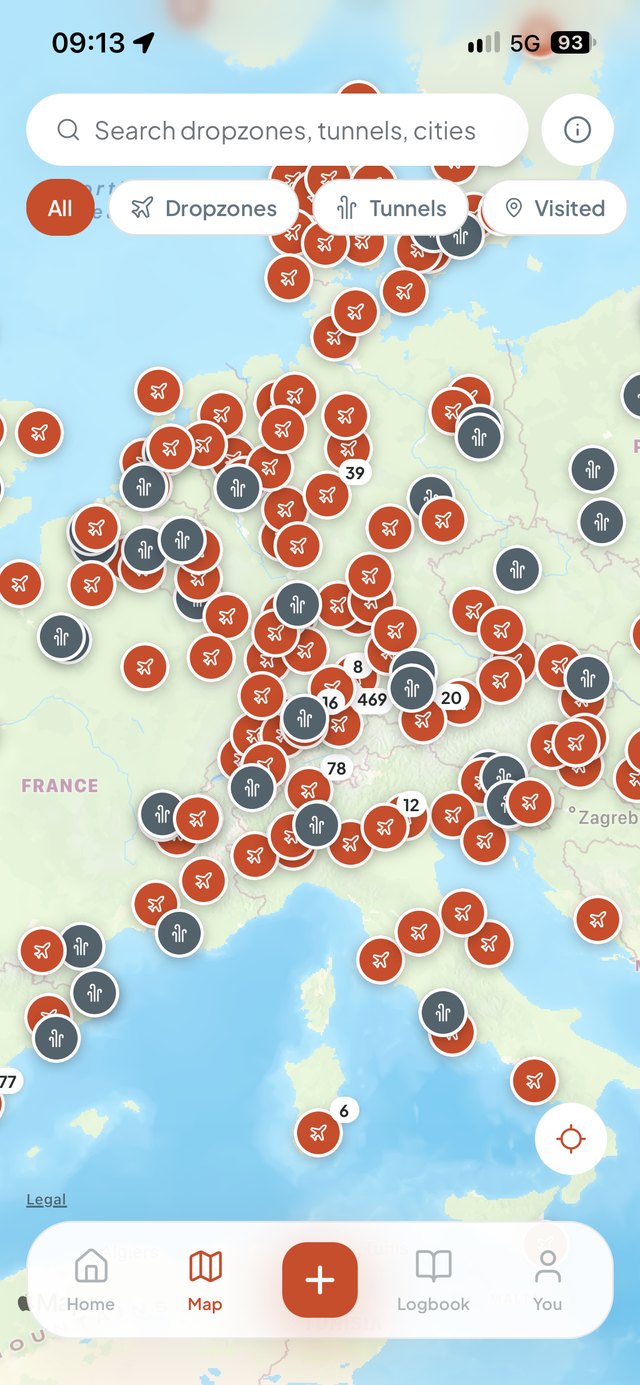 09:13
5G 93
Search dropzones, tunnels, cities
All
Dropzones
Tunnels
Visited
39
8
16
469
20
FRANCE
78
12
Zagreb
77
6
Legal
Home
Map
Logbook
You